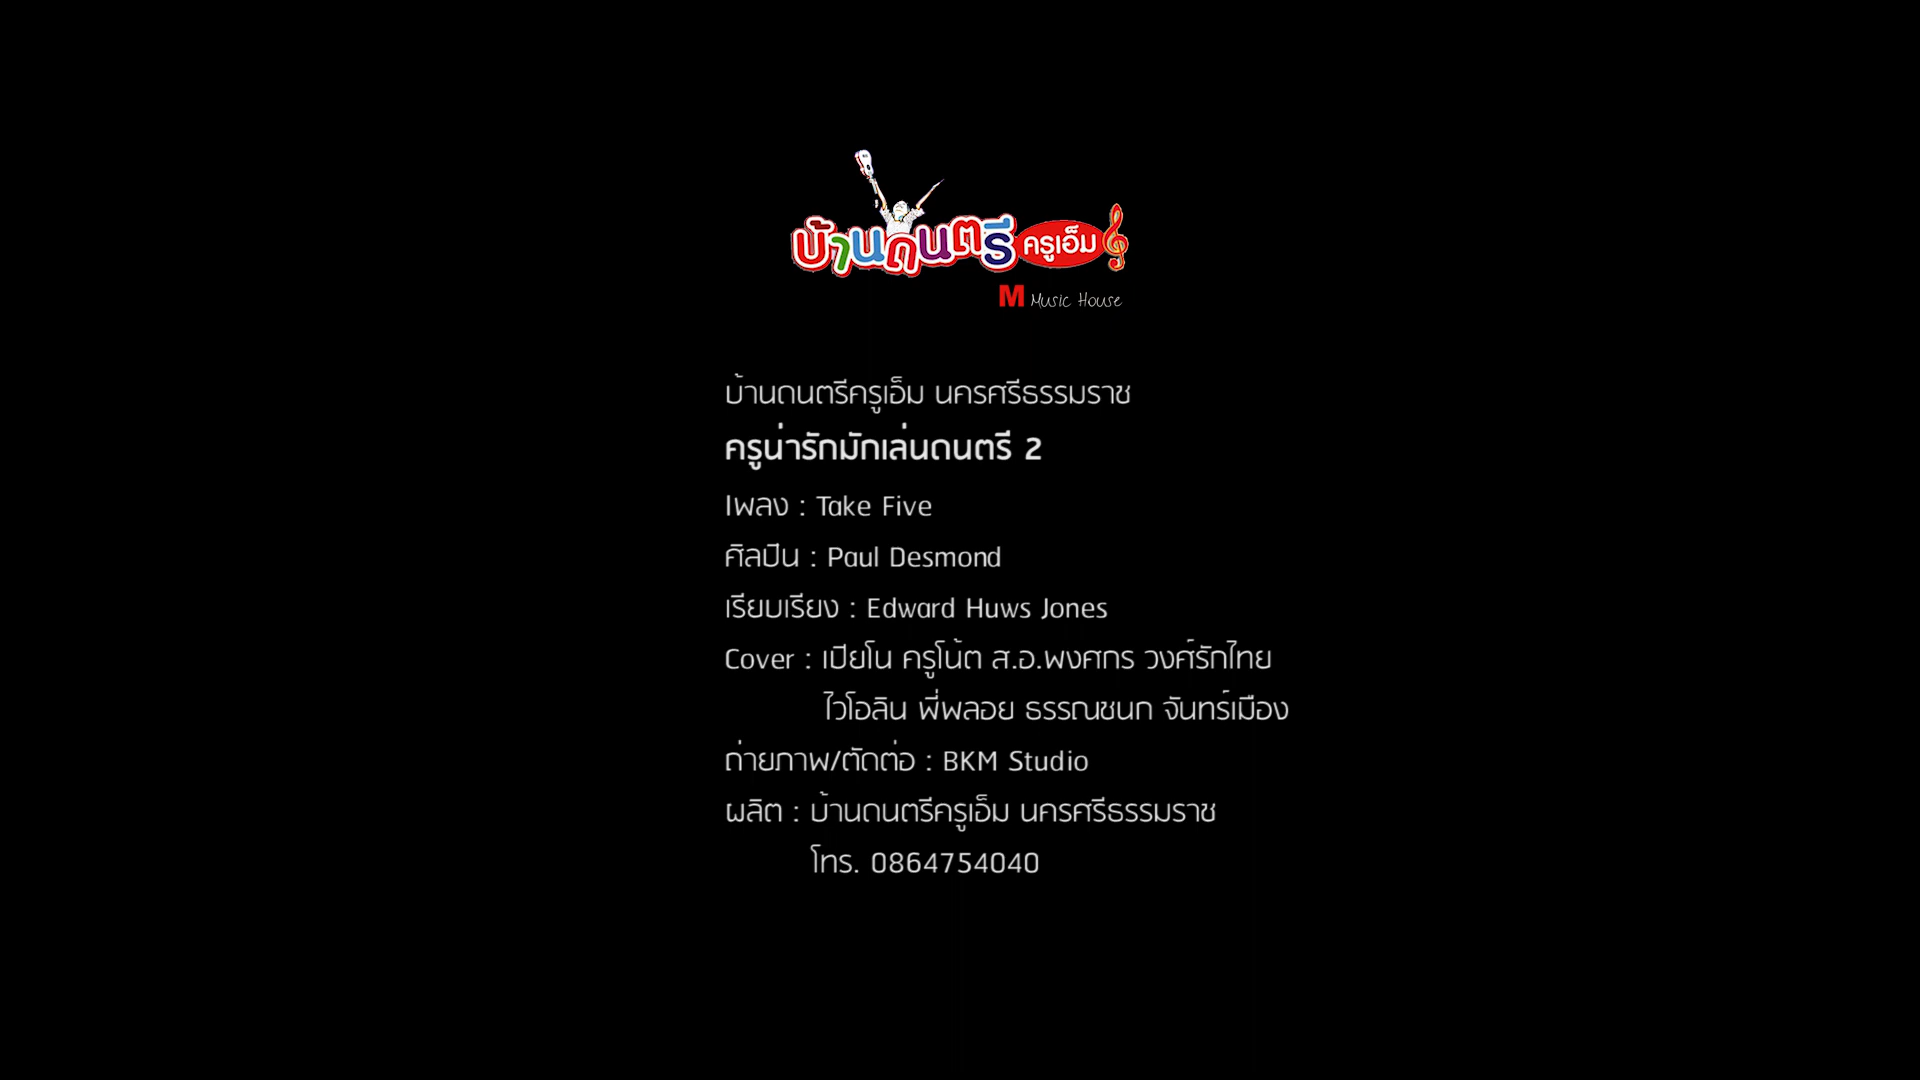 บ้านดนตรี ครูเอ็ม
M Music House
บ้านดนตรีครูเอ็ม นครศรีธรรมราช
ครูน่ารักมักเล่นดนตรี 2
เพลง : Take Five
ศิลปิน : Paul Desmond
เรียบเรียง : Edward Huws Jones
Cover : เปียโน ครูโน้ต ส.อ.พงศกร วงศ์รักไทย
ไวโอลิน พี่พลอย ธรรณชนก จันทร์เมือง
ถ่ายภาพ/ตัดต่อ : BKM Studio
ผลิต : บ้านดนตรีครูเอ็ม นครศรีธรรมราช
โทร. 0864754040